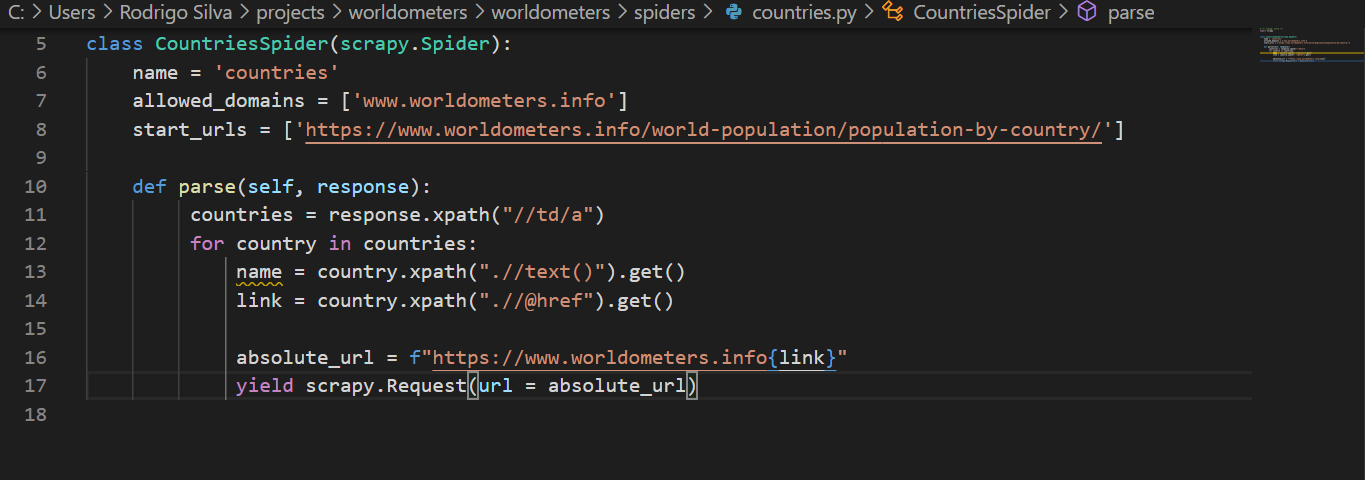 C: > Users > Rodrigo Silva > projects > worldometers > worldometers > spiders > countries.py > CountriesSpider > parse
5 class CountriesSpider(scrapy.Spider):
6 name = 'countries'
7 allowed_domains = ['www.worldometers.info']
8 start_urls = ['https://www.worldometers.info/world-population/population-by-country/']
9
10 def parse(self, response):
11 countries = response.xpath("//td/a")
12 for country in countries:
13 name = country.xpath(".//text()").get()
14 link = country.xpath(".//@href").get()
15
16 absolute_url = f"https://www.worldometers.info{link}"
17 yield scrapy.Request(url = absolute_url)
18